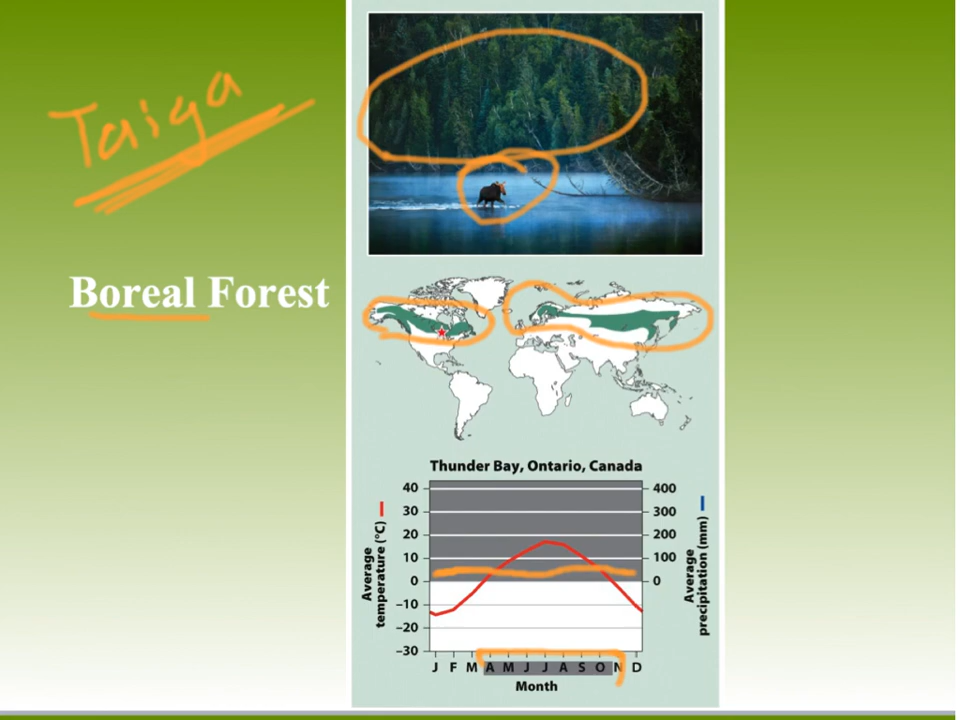 Taiga
Boreal Forest
Thunder Bay, Ontario, Canada
Average
temperature (°C)
40
30
20
10
0
–10
–20
–30
400
300
200
100
0
Average
precipitation (mm)
J F M A M J J A S O N D
Month